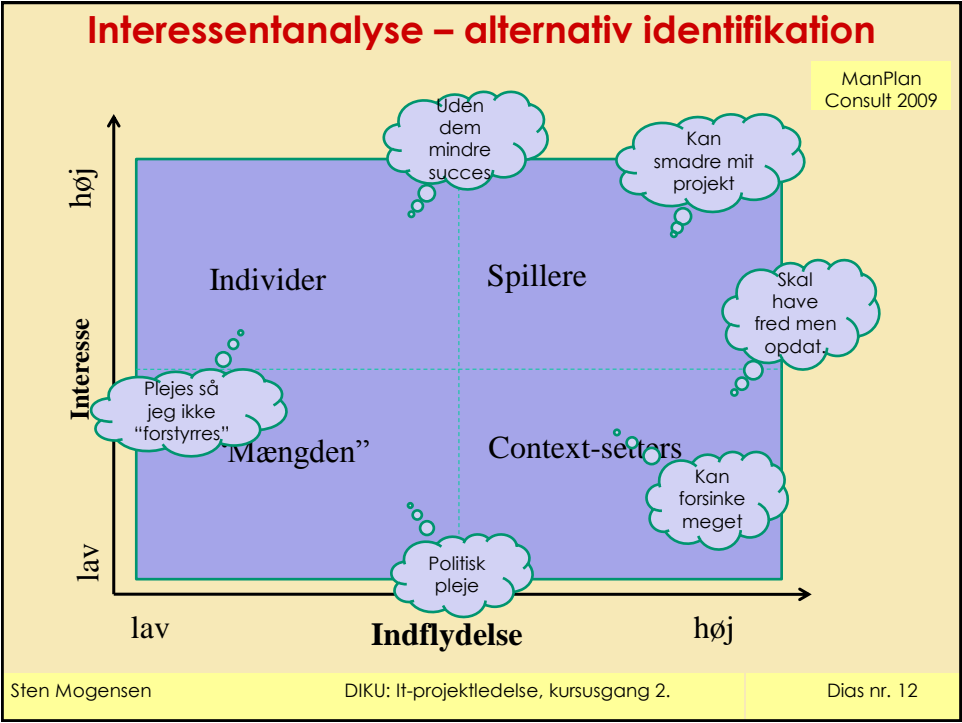 Interessentanalyse – alternativ identifikation
ManPlan
Consult 2009
Uden
dem
mindre
succes
Kan
smadre mit
projekt
høj
Individer
Spillere
Skal
have
fred men
opdat.
Interesse
Plejes så
jeg ikke
“forstyrres”
“Mængden”
Context-setters
Kan
forsinke
meget
lav
Politisk
pleje
lav
Indflydelse
høj
Sten Mogensen
DIKU: It-projektledelse, kursusgang 2.
Dias nr. 12